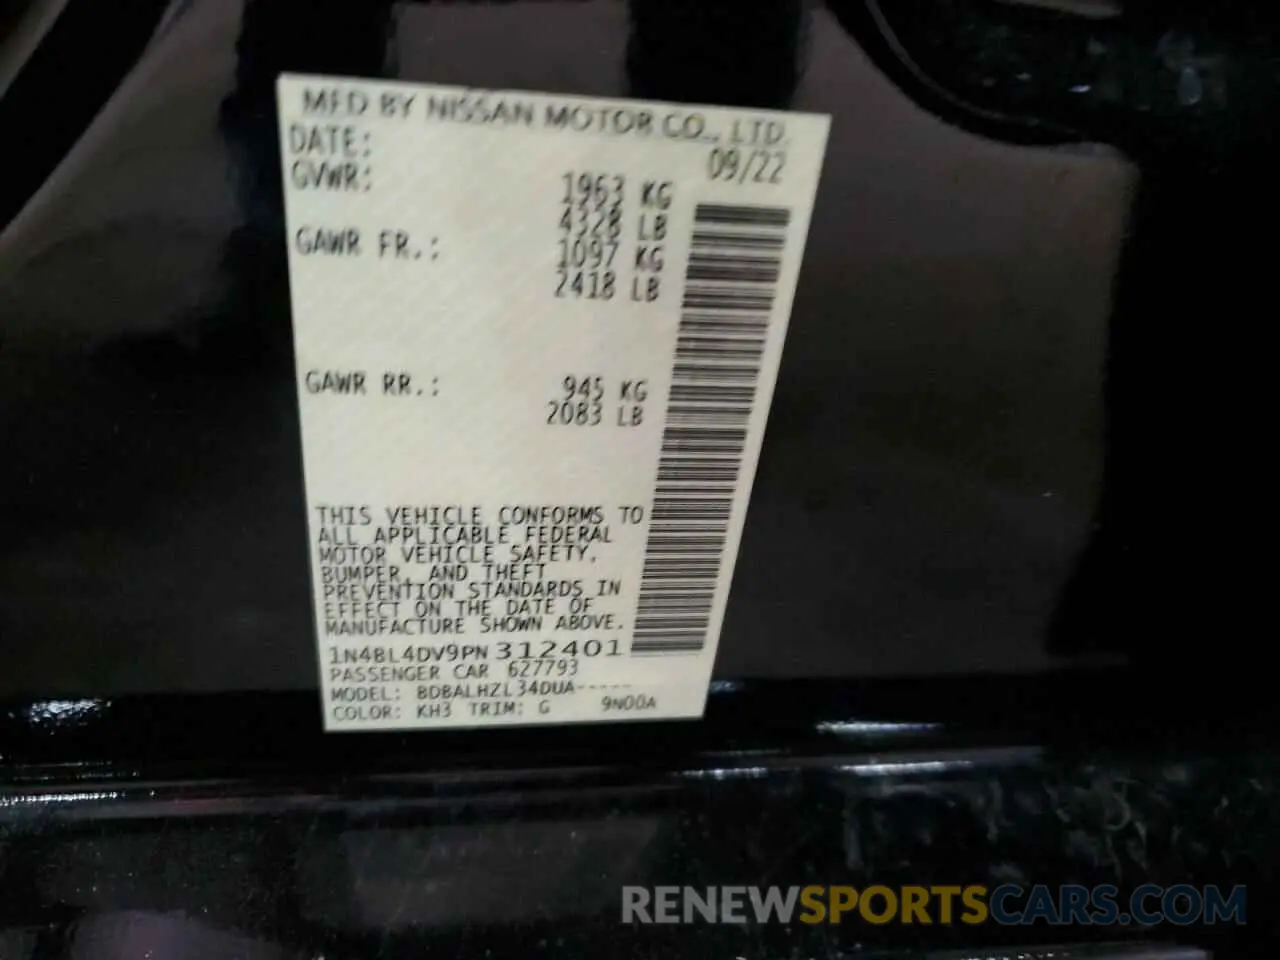 MFD BY NISSAN MOTOR CO., LTD.
DATE: 09/22
GVWR: 1963 KG
4328 LB
GAWR FR.: 1097 KG
2418 LB
GAWR RR.: 945 KG
2083 LB
THIS VEHICLE CONFORMS TO
ALL APPLICABLE FEDERAL
MOTOR VEHICLE SAFETY,
BUMPER, AND THEFT
PREVENTION STANDARDS IN
EFFECT ON THE DATE OF
MANUFACTURE SHOWN ABOVE.
1N4BL4DV9PN 312401
PASSENGER CAR 627793
MODEL: BDBALHZL34DUA-----
COLOR: KH3 TRIM: G 9N00A
RENEWSPORTSCARS.COM